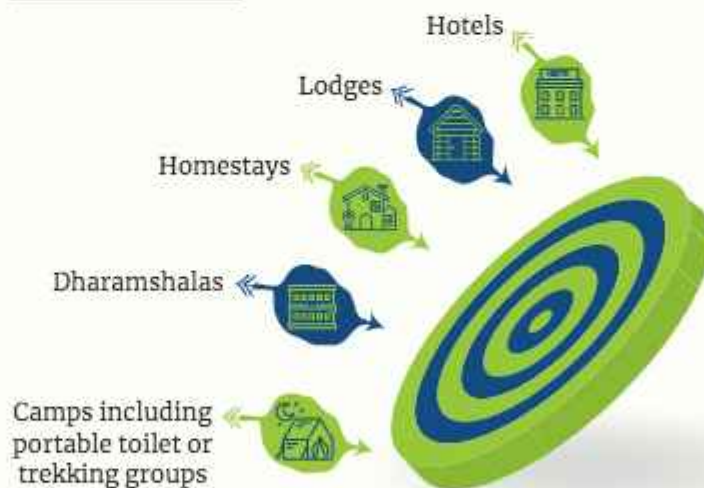 Hotels
Lodges
Homestays
Dharamshalas
Camps including
portable toilet or
trekking groups